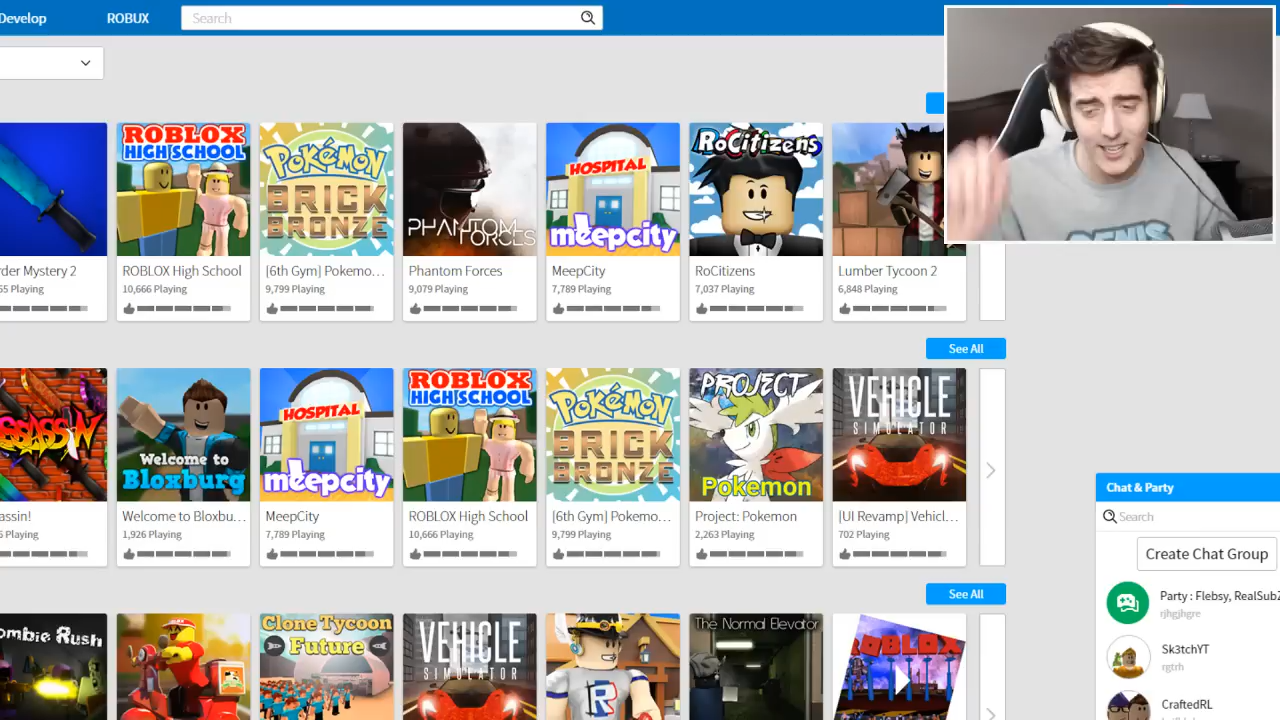 Develop
ROBUX
Search
ROBLOX
HIGH SCHOOL
POKéMON
BRICK
BRONZE
PHANTOM
FORCES
HOSPITAL
meepcity
RoCitizens
DENIS
rder Mystery 2
ROBLOX High School
[6th Gym] Pokemo...
Phantom Forces
MeepCity
RoCitizens
Lumber Tycoon 2
55 Playing
10,666 Playing
9,799 Playing
9,079 Playing
7,789 Playing
7,037 Playing
6,848 Playing
See All
ASSASSIN
Welcome to
Bloxburg
HOSPITAL
meepcity
ROBLOX
HIGH SCHOOL
POKéMON
BRICK
BRONZE
PROJECT
Pokemon
VEHICLE
SIMULATOR
assin!
Welcome to Bloxbu...
MeepCity
ROBLOX High School
[6th Gym] Pokemo...
Project: Pokemon
[UI Revamp] Vehicl...
Playing
1,926 Playing
7,789 Playing
10,666 Playing
9,799 Playing
2,263 Playing
702 Playing
See All
ombie Rush
Clone Tycoon
Future
VEHICLE
SIMULATOR
R
The Normal Elevator
ROBLOX
Chat & Party
Search
Create Chat Group
Party : Flebsy, RealSubZ
rjhgjhgre
Sk3tchYT
rgtrh
CraftedRL